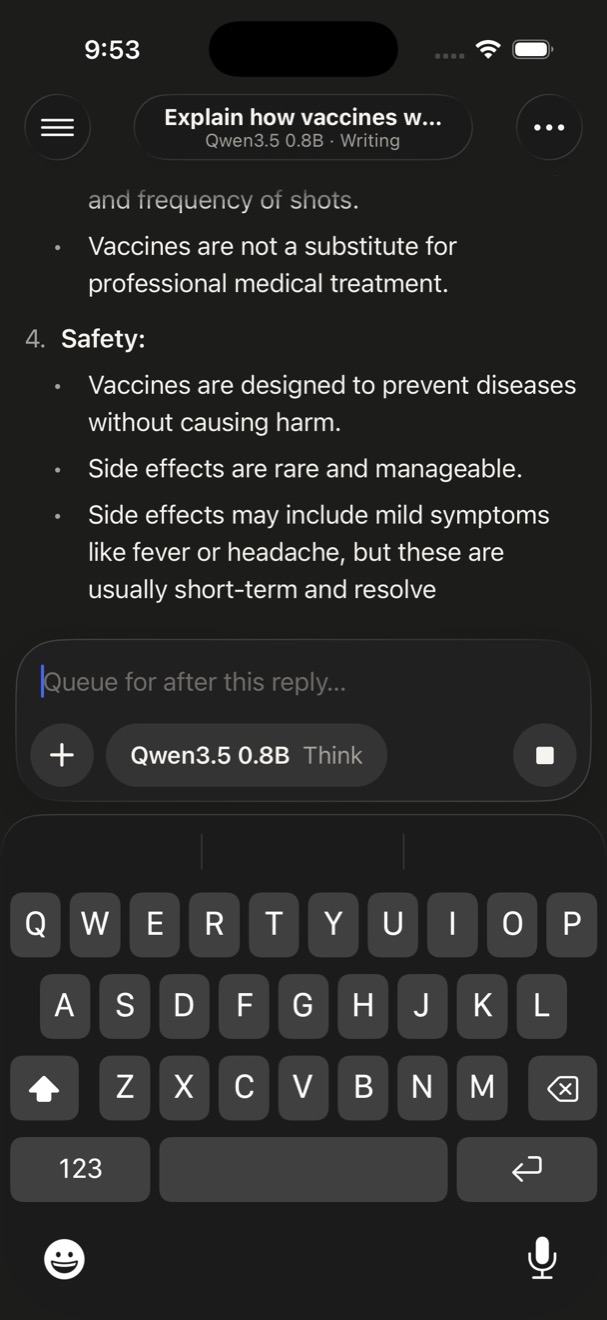 9:53
Explain how vaccines w...
Qwen3.5 0.8B · Writing
and frequency of shots.
• Vaccines are not a substitute for
professional medical treatment.
4. Safety:
• Vaccines are designed to prevent diseases
without causing harm.
• Side effects are rare and manageable.
• Side effects may include mild symptoms
like fever or headache, but these are
usually short-term and resolve
Queue for after this reply...
Qwen3.5 0.8B Think
Q W E R T Y U I O P
A S D F G H J K L
Z X C V B N M
123